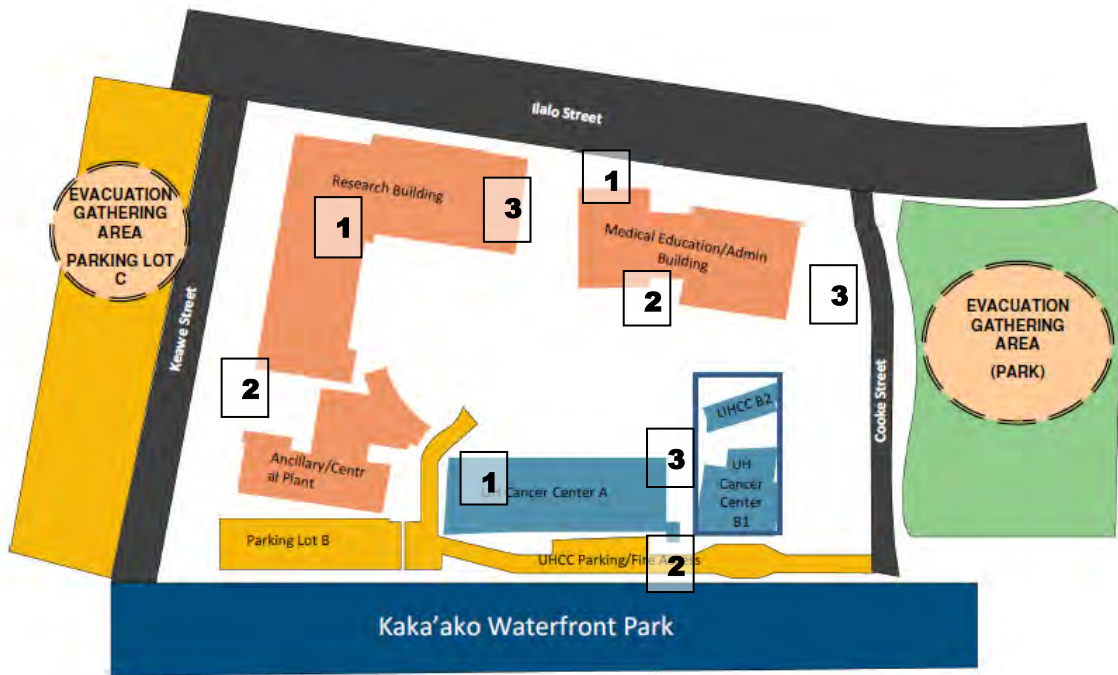 Ilalo Street
EVACUATION
GATHERING
AREA
PARKING LOT
C
Keawe Street
Research Building
1
3
2
1
Medical Education/Admin
Building
2
3
Cooke Street
EVACUATION
GATHERING
AREA
(PARK)
Ancillary/Centr
al Plant
1
UH Cancer Center A
3
UHCC B2
UH
Cancer
Center
B1
Parking Lot B
UHCC Parking/Fire Access
2
Kaka’ako Waterfront Park